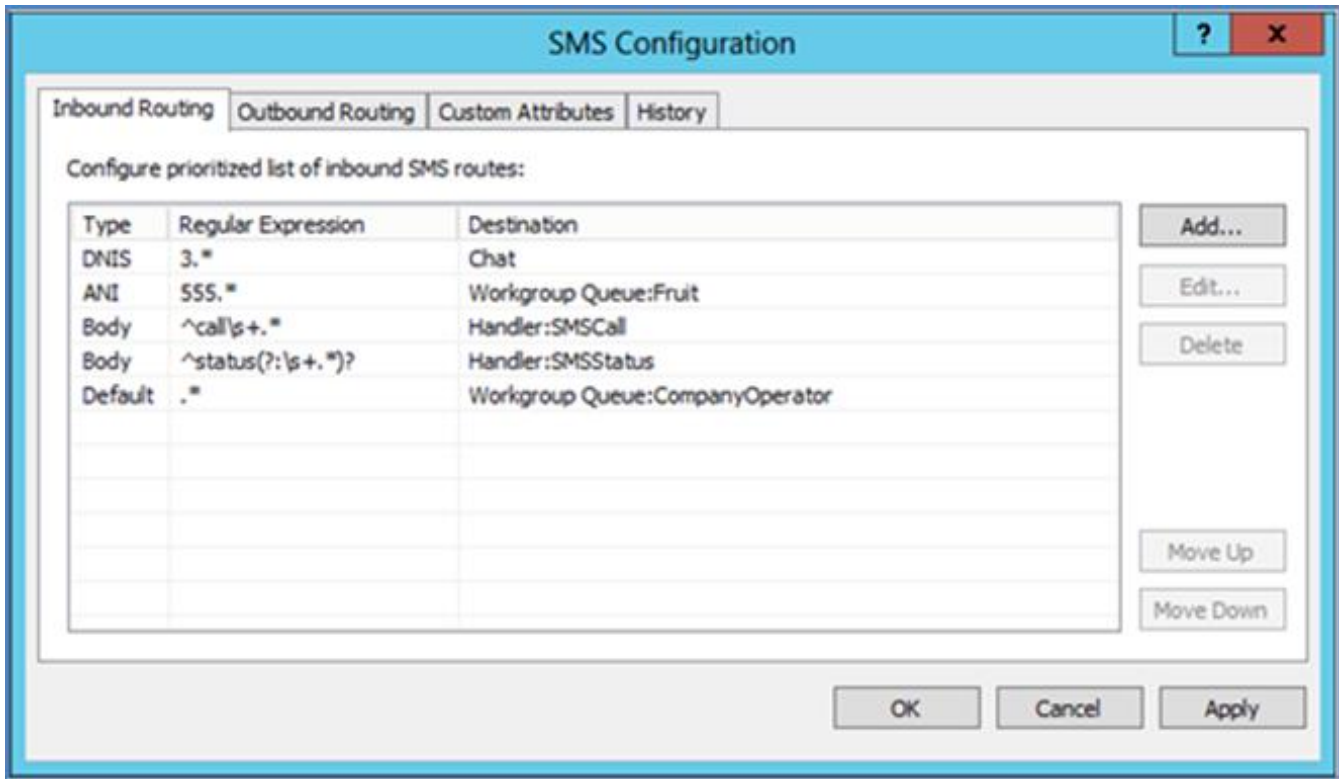 SMS Configuration
? x
Inbound Routing Outbound Routing Custom Attributes History
Configure prioritized list of inbound SMS routes:
Type Regular Expression Destination
DNIS 3.* Chat
ANI 555.* Workgroup Queue:Fruit
Body ^call\s+.* Handler:SMSCall
Body ^status(?:\s+.*)? Handler:SMSStatus
Default .* Workgroup Queue:CompanyOperator
Add...
Edit...
Delete
Move Up
Move Down
OK Cancel Apply